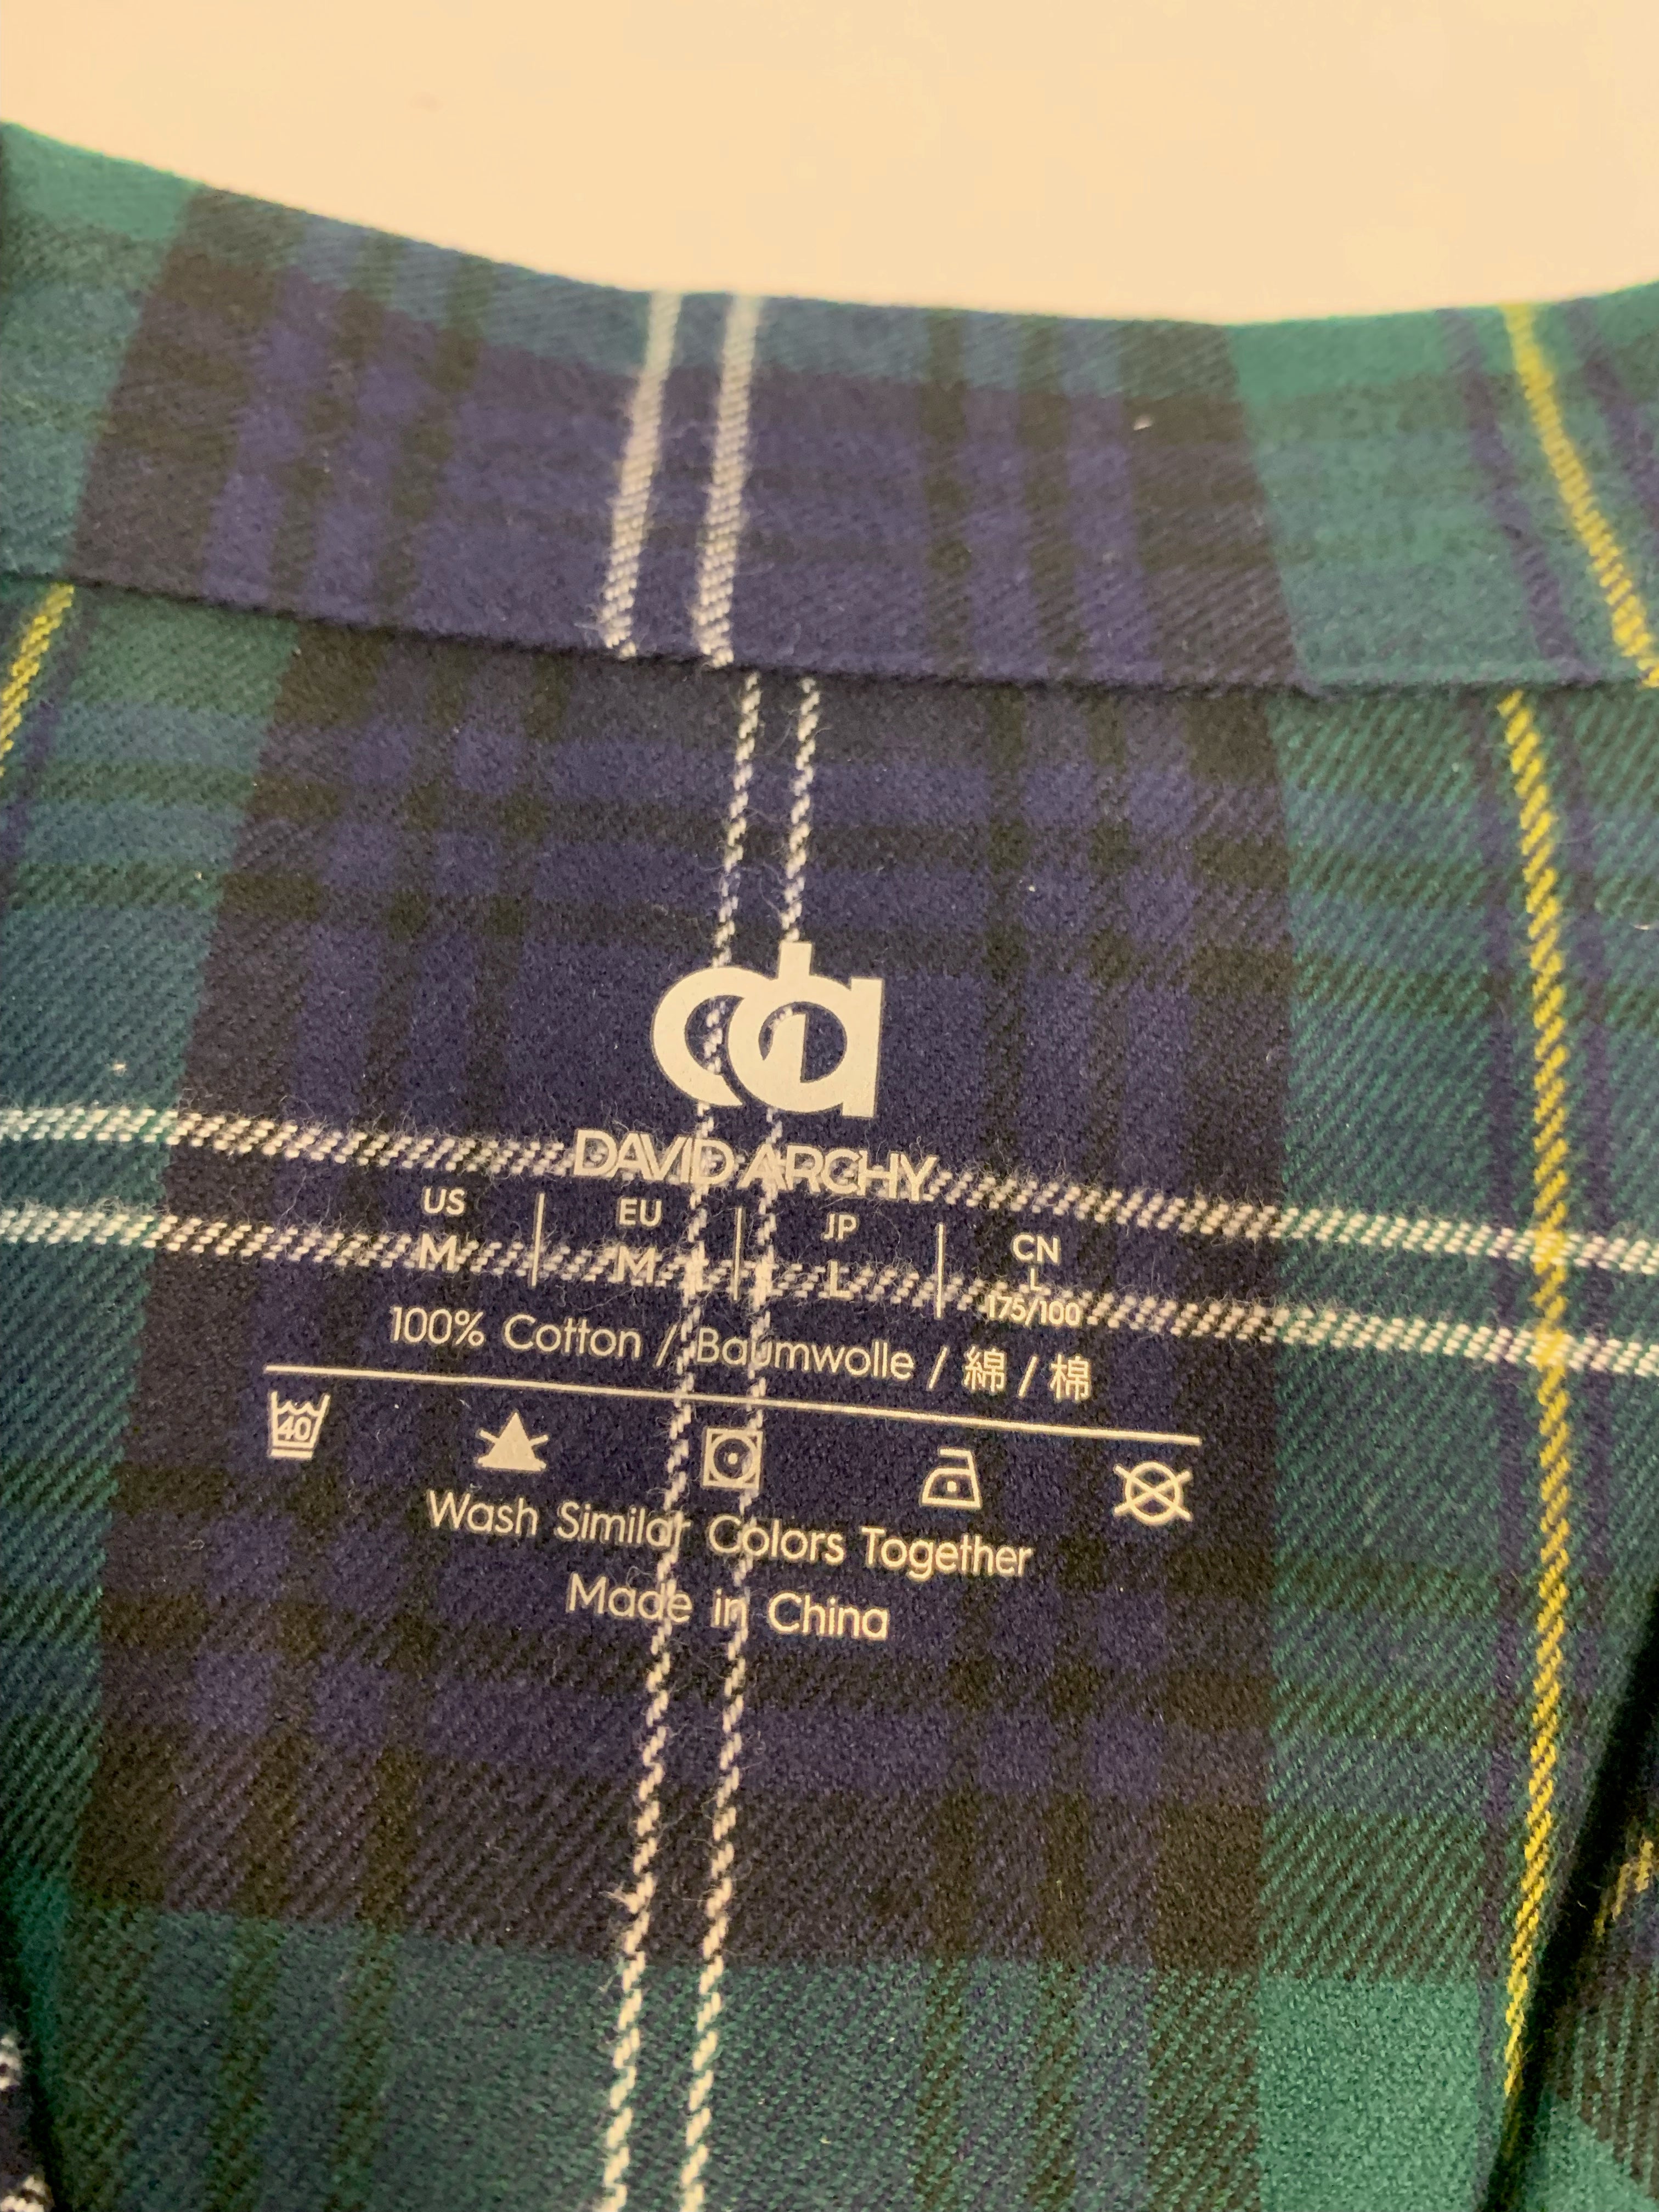 da
DAVID ARCHY
US EU JP CN
M M L L
175/100
100% Cotton / Baumwolle / 綿 / 棉
40
Wash Similar Colors Together
Made in China